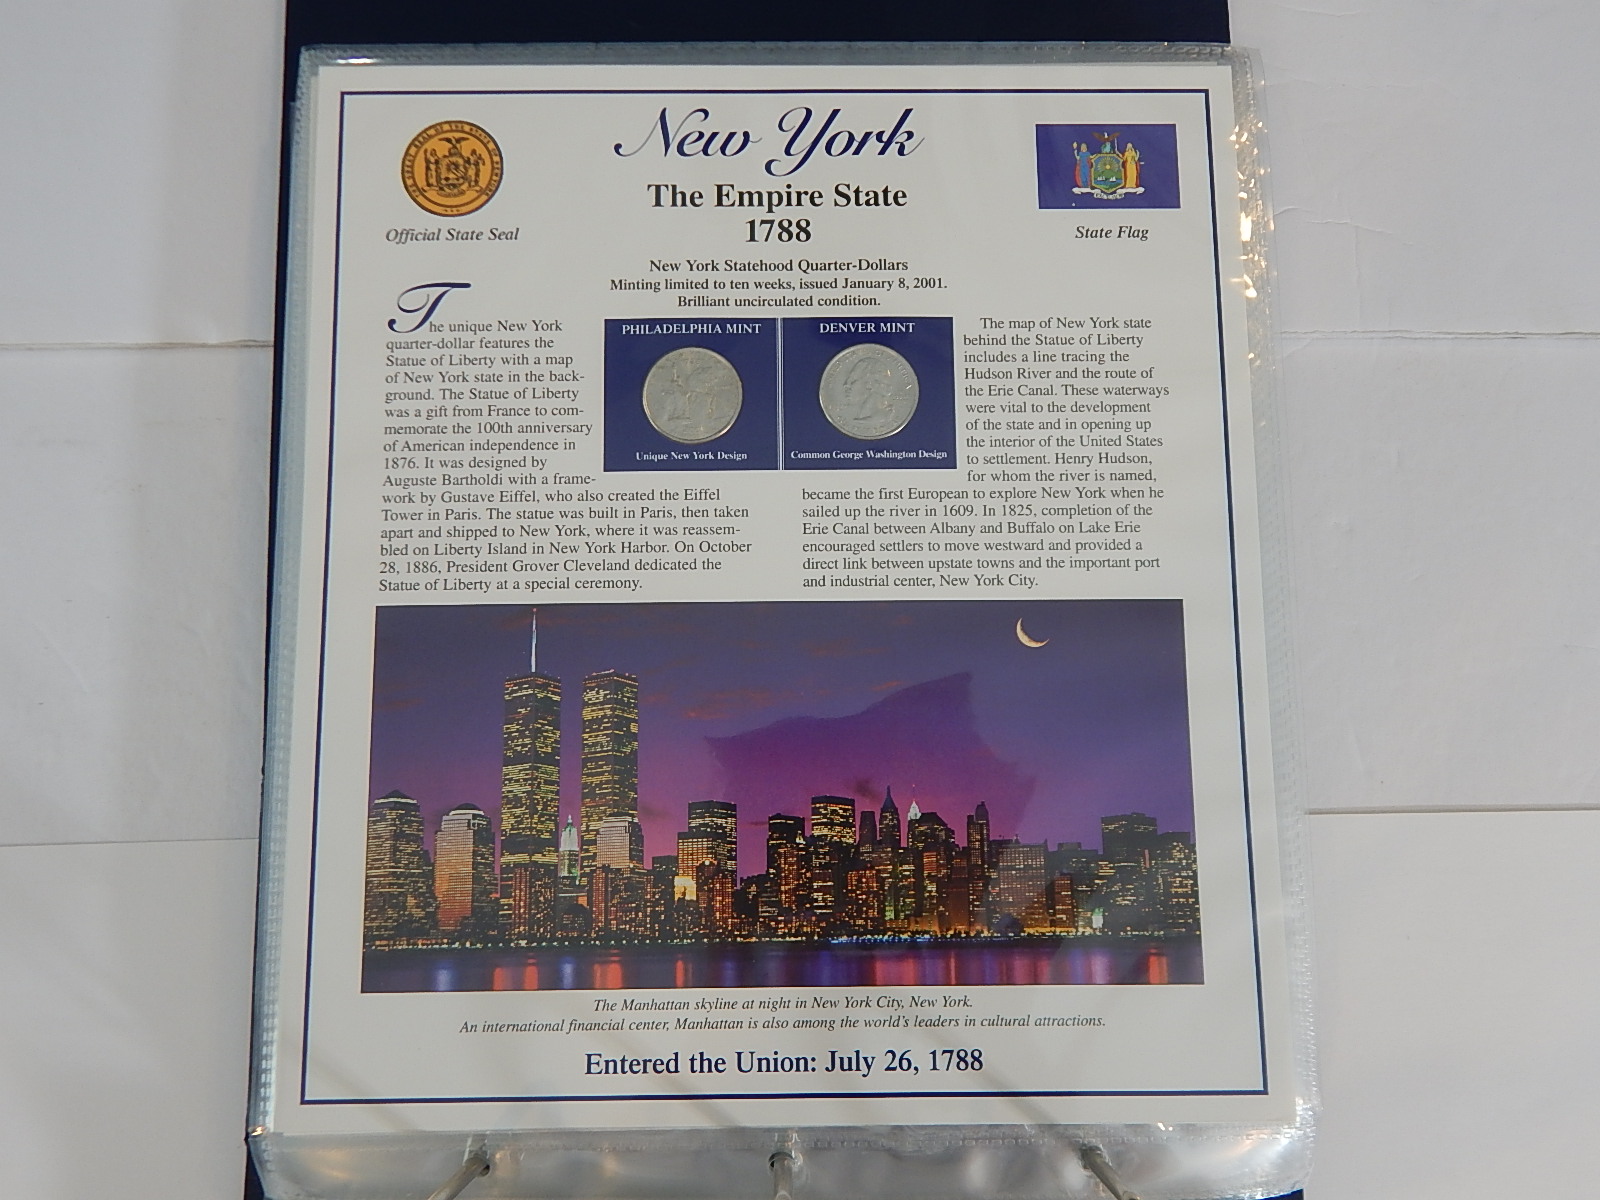 New York
The Empire State
1788
Official State Seal
State Flag
New York Statehood Quarter-Dollars
Minting limited to ten weeks, issued January 8, 2001.
Brilliant uncirculated condition.
The unique New York
quarter-dollar features the
Statue of Liberty with a map
of New York state in the back-
ground. The Statue of Liberty
was a gift from France to com-
memorate the 100th anniversary
of American independence in
1876. It was designed by
Auguste Bartholdi with a frame-
work by Gustave Eiffel, who also created the Eiffel
Tower in Paris. The statue was built in Paris, then taken
apart and shipped to New York, where it was reassem-
bled on Liberty Island in New York Harbor. On October
28, 1886, President Grover Cleveland dedicated the
Statue of Liberty at a special ceremony.
PHILADELPHIA MINT
Unique New York Design
DENVER MINT
Common George Washington Design
The map of New York state
behind the Statue of Liberty
includes a line tracing the
Hudson River and the route of
the Erie Canal. These waterways
were vital to the development
of the state and in opening up
the interior of the United States
to settlement. Henry Hudson,
for whom the river is named,
became the first European to explore New York when he
sailed up the river in 1609. In 1825, completion of the
Erie Canal between Albany and Buffalo on Lake Erie
encouraged settlers to move westward and provided a
direct link between upstate towns and the important port
and industrial center, New York City.
The Manhattan skyline at night in New York City, New York.
An international financial center, Manhattan is also among the world's leaders in cultural attractions.
Entered the Union: July 26, 1788